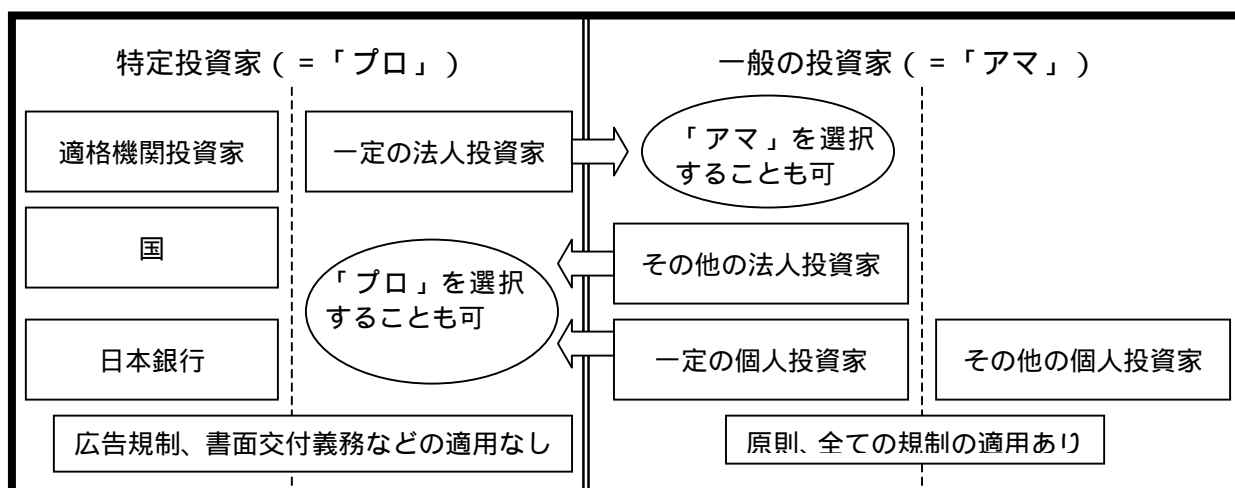 特定投資家（=「プロ」）
一般の投資家（=「アマ」）
適格機関投資家
一定の法人投資家
「アマ」を選択
することも可
国
その他の法人投資家
「プロ」を選択
することも可
日本銀行
一定の個人投資家
その他の個人投資家
広告規制、書面交付義務などの適用なし
原則、全ての規制の適用あり